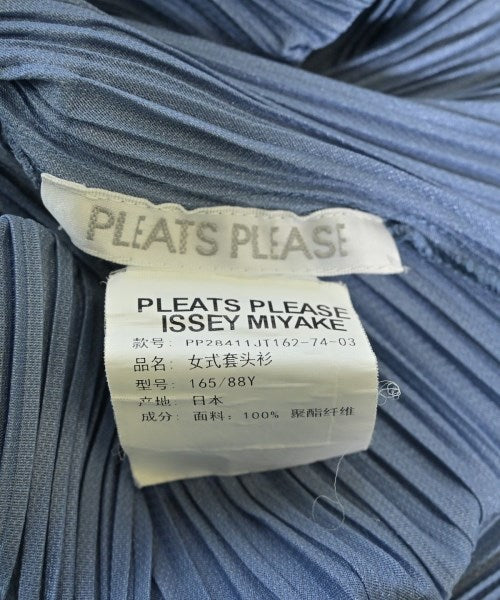 PLEATS PLEASE
PLEATS PLEASE
ISSEY MIYAKE
款号: PP28411JT162-74-03
品名: 女式套头衫
型号: 165/88Y
产地: 日本
成分: 面料: 100% 聚酯纤维